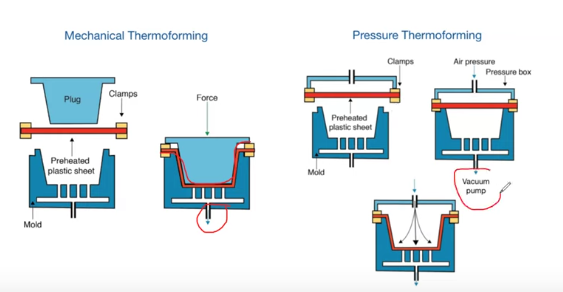 Mechanical Thermoforming
Plug
Clamps
Preheated
plastic sheet
Mold
Force
Pressure Thermoforming
Clamps
Air pressure
Pressure box
Preheated
plastic sheet
Mold
Vacuum
pump